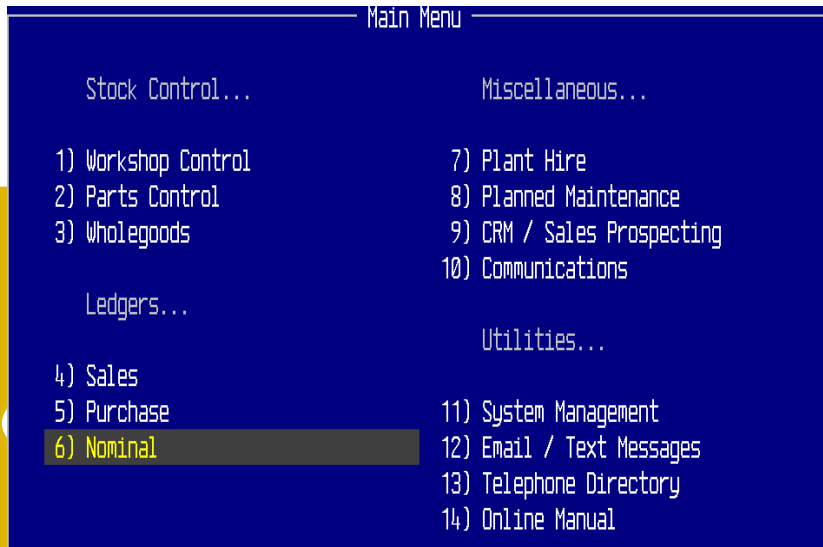 Main Menu
Stock Control...
1) Workshop Control
2) Parts Control
3) Wholegoods
Ledgers...
4) Sales
5) Purchase
6) Nominal
Miscellaneous...
7) Plant Hire
8) Planned Maintenance
9) CRM / Sales Prospecting
10) Communications
Utilities...
11) System Management
12) Email / Text Messages
13) Telephone Directory
14) Online Manual